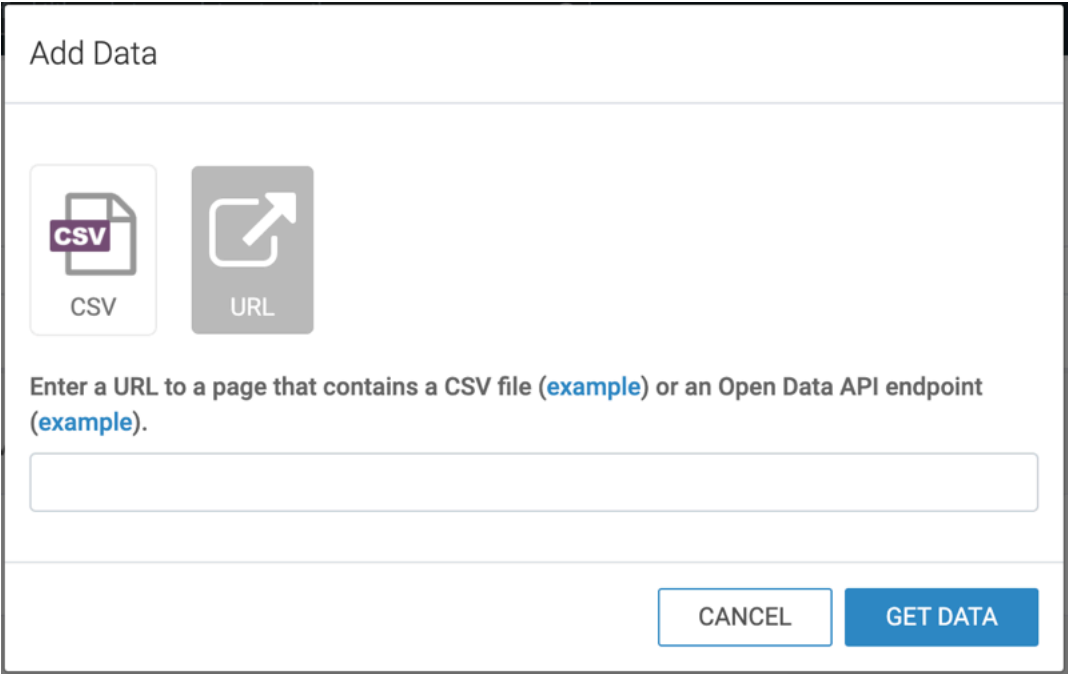 Add Data
CSV
CSV
URL
Enter a URL to a page that contains a CSV file (example) or an Open Data API endpoint
(example).
CANCEL
GET DATA